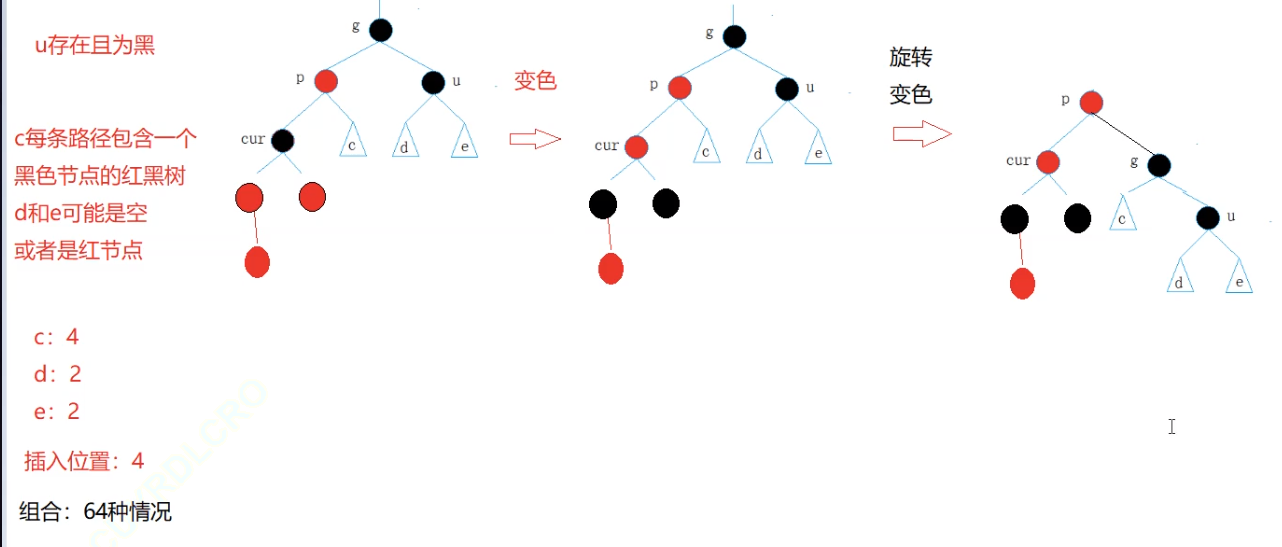 u存在且为黑
c每条路径包含一个
黑色节点的红黑树
d和e可能是空
或者是红节点
c：4
d：2
e：2
插入位置：4
组合：64种情况
g
p
u
cur
c
d
e
变色
g
p
u
cur
c
d
e
旋转
变色
p
cur
g
c
u
d
e